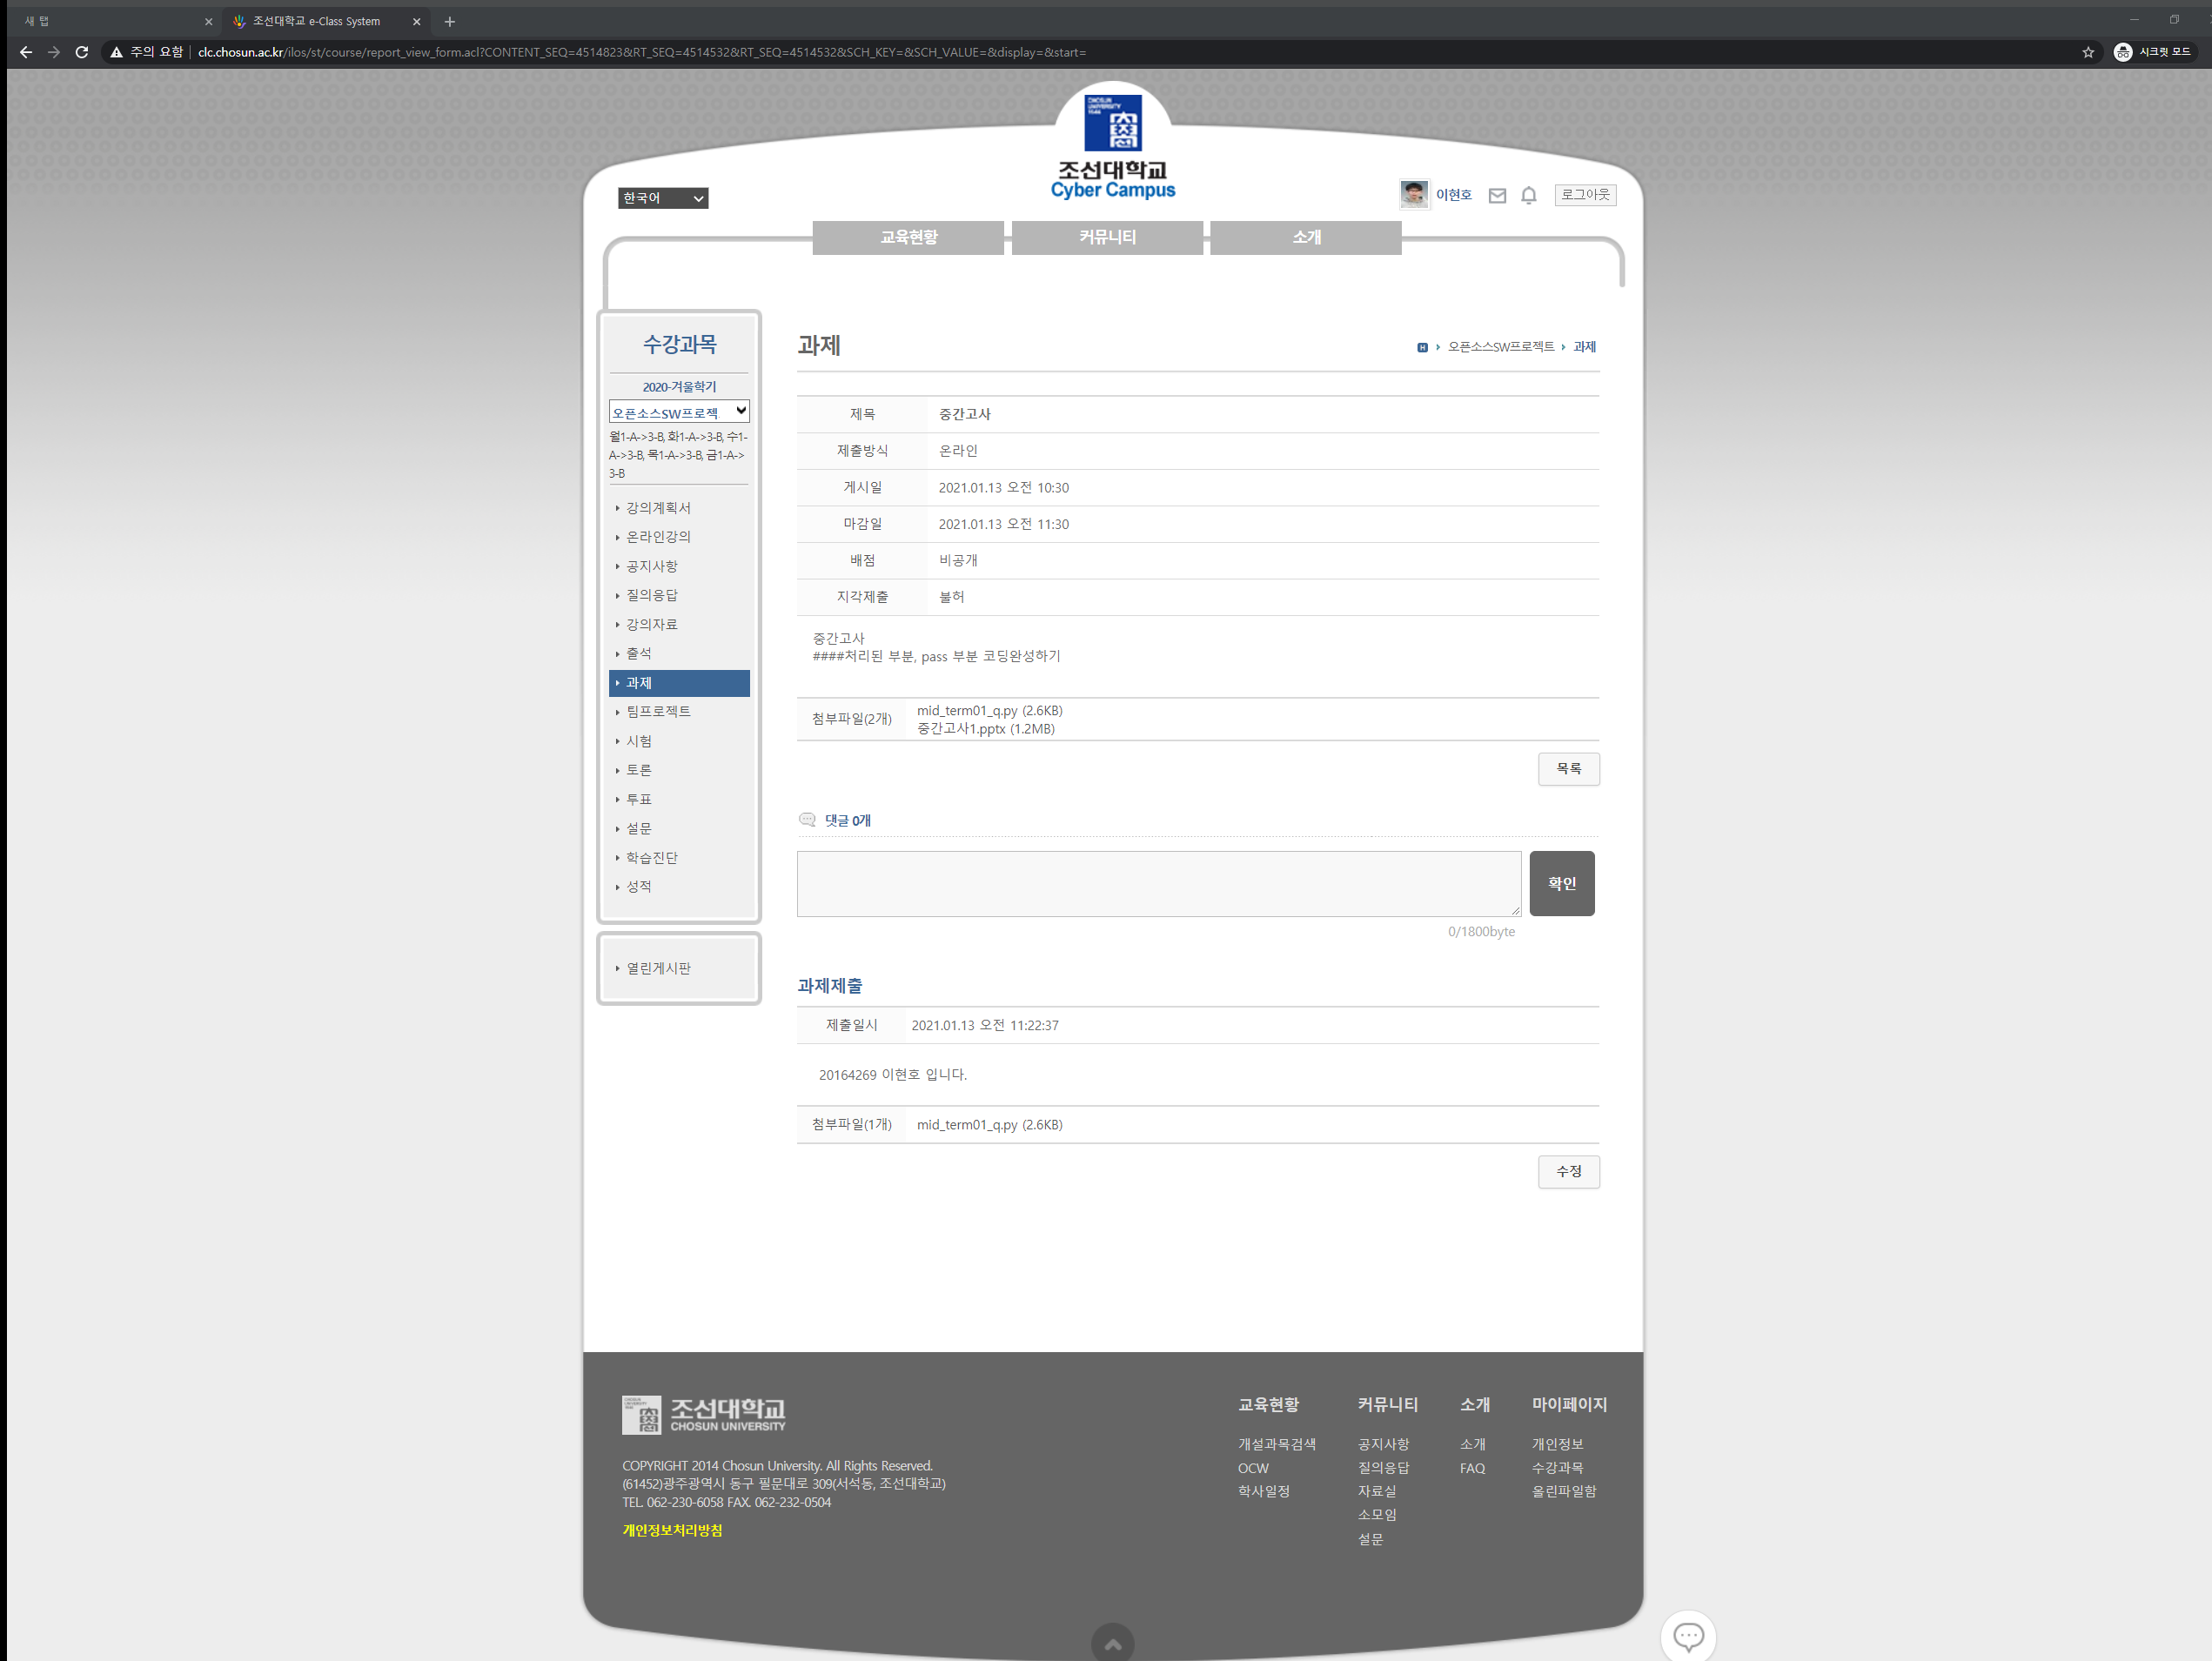 새 탭
조선대학교 e-Class System
주의 요함 | clc.chosun.ac.kr/ilos/st/course/report_view_form.acl?CONTENT_SEQ=4514823&RT_SEQ=4514532&RT_SEQ=4514532&SCH_KEY=&SCH_VALUE=&display=&start=
시크릿 모드
CHOSUN UNIVERSITY
조선대학교
Cyber Campus
한국어
이현호
로그아웃
교육현황
커뮤니티
소개
수강과목
2020-겨울학기
오픈소스SW프로젝
월1-A->3-B, 화1-A->3-B, 수1-
A->3-B, 목1-A->3-B, 금1-A->
3-B
강의계획서
온라인강의
공지사항
질의응답
강의자료
출석
과제
팀프로젝트
시험
토론
투표
설문
학습진단
성적
열린게시판
과제
H › 오픈소스SW프로젝트 › 과제
제목 중간고사
제출방식 온라인
게시일 2021.01.13 오전 10:30
마감일 2021.01.13 오전 11:30
배점 비공개
지각제출 불허
중간고사
####처리된 부분, pass 부분 코딩완성하기
첨부파일(2개)
mid_term01_q.py (2.6KB)
중간고사1.pptx (1.2MB)
목록
댓글 0개
확인
0/1800byte
과제제출
제출일시 2021.01.13 오전 11:22:37
20164269 이현호 입니다.
첨부파일(1개) mid_term01_q.py (2.6KB)
수정
조선대학교
CHOSUN UNIVERSITY
COPYRIGHT 2014 Chosun University. All Rights Reserved.
(61452)광주광역시 동구 필문대로 309(서석동, 조선대학교)
TEL. 062-230-6058 FAX. 062-232-0504
개인정보처리방침
교육현황
개설과목검색
OCW
학사일정
커뮤니티
공지사항
질의응답
자료실
소모임
설문
소개
소개
FAQ
마이페이지
개인정보
수강과목
올린파일함